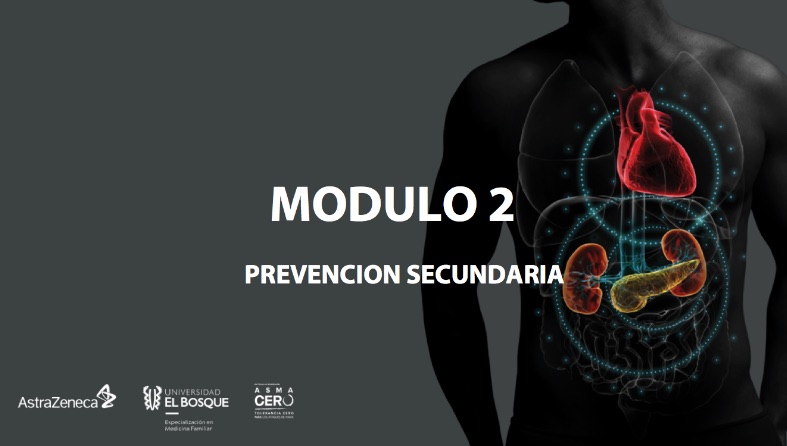 MODULO 2
PREVENCION SECUNDARIA
AstraZeneca
UNIVERSIDAD
EL BOSQUE
Especialización en
Medicina Familiar
ASMA
CERO
TOLERANCIA CERO